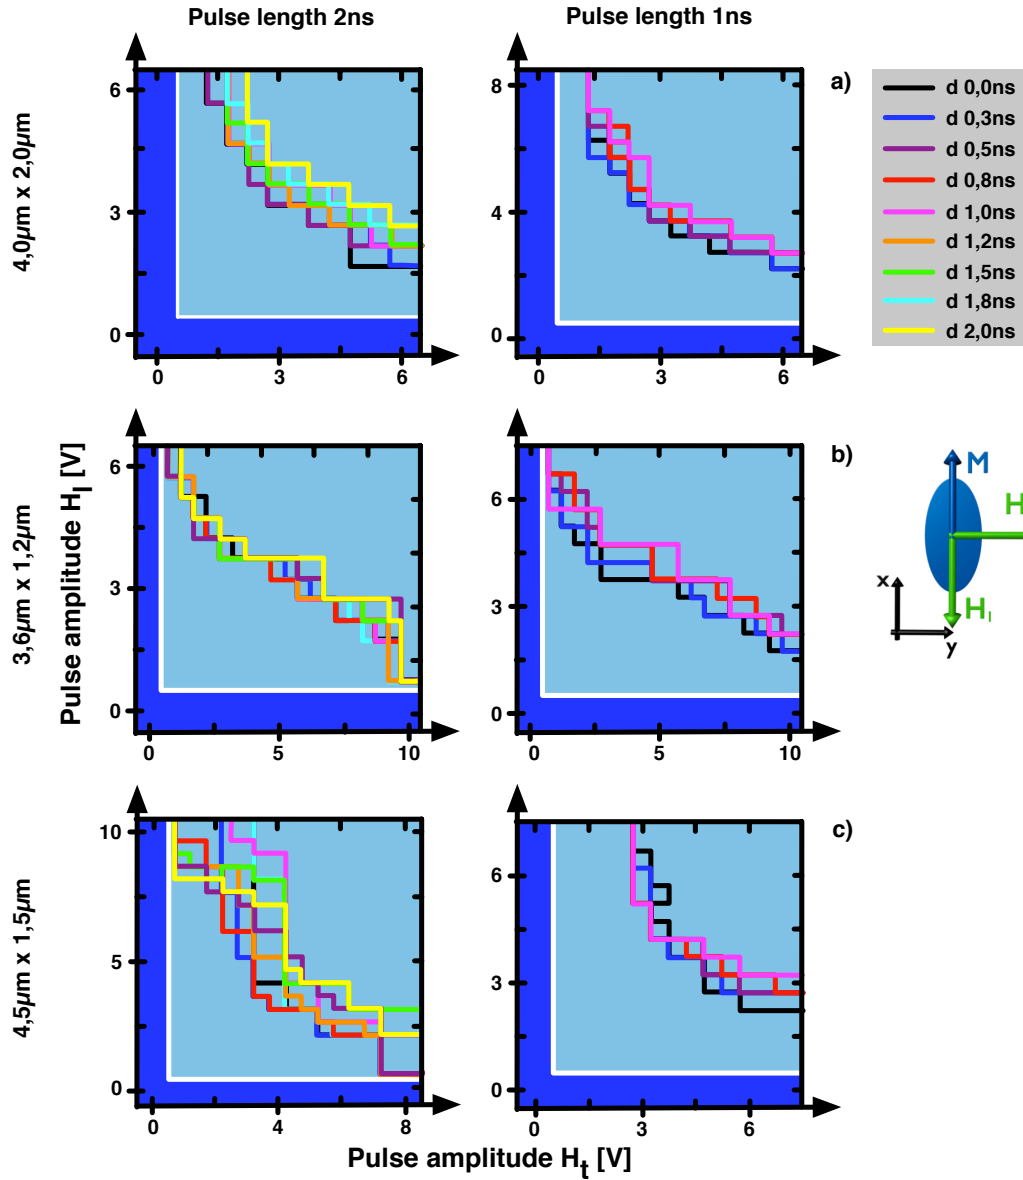 Pulse length 2ns
Pulse length 1ns
4,0µm x 2,0µm
6
3
0
0
3
6
8
4
0
0
3
6
a)
d 0,0ns
d 0,3ns
d 0,5ns
d 0,8ns
d 1,0ns
d 1,2ns
d 1,5ns
d 1,8ns
d 2,0ns
3,6µm x 1,2µm
Pulse amplitude Hl [V]
6
3
0
0
5
10
6
3
0
0
5
10
b)
M
H
Hl
x
y
4,5µm x 1,5µm
10
5
0
0
4
8
6
3
0
0
3
6
c)
Pulse amplitude Ht [V]